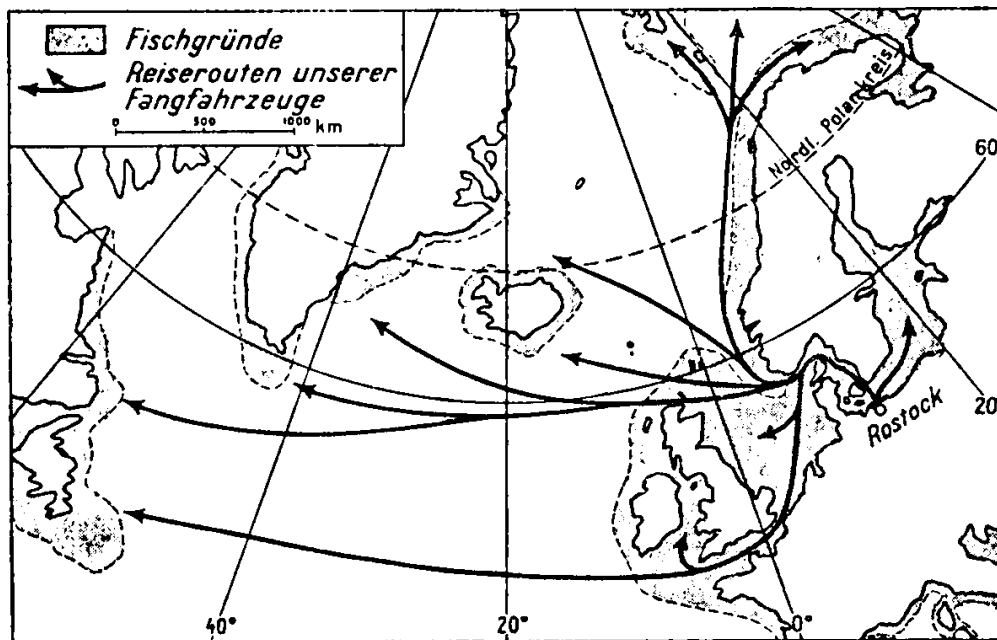 Fischgründe
Reiserouten unserer
Fangfahrzeuge
0 500 1000 km
Nördl. Polarkreis
60
20
Rostock
40° 20° 0°